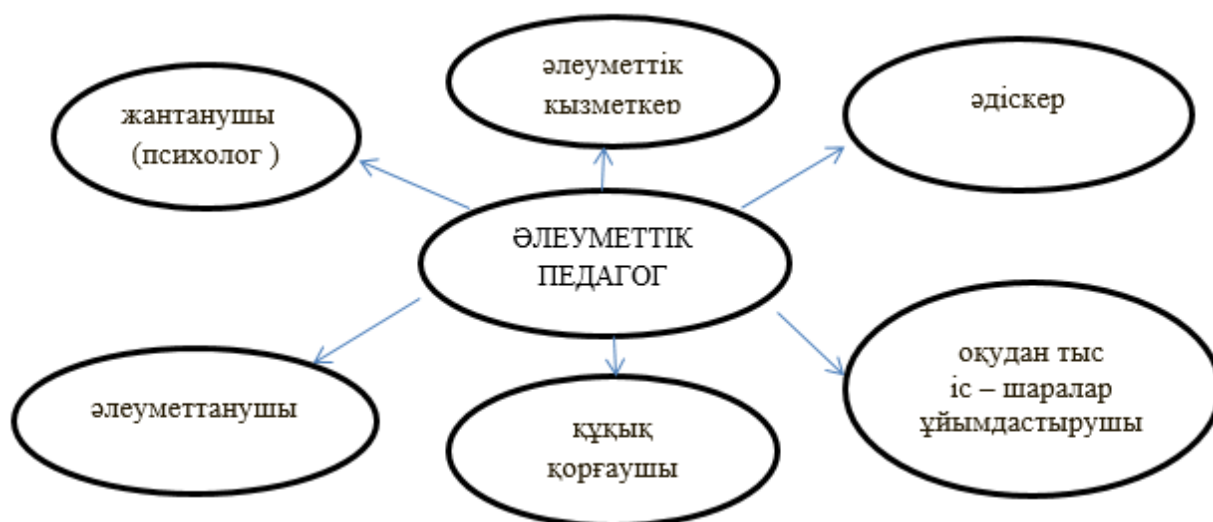 әлеуметтік
қызметкер
әдіскер
жантанушы
(психолог )
ӘЛЕУМЕТТІК
ПЕДАГОГ
әлеуметтанушы
құқық
қорғаушы
оқудан тыс
іс – шаралар
ұйымдастырушы